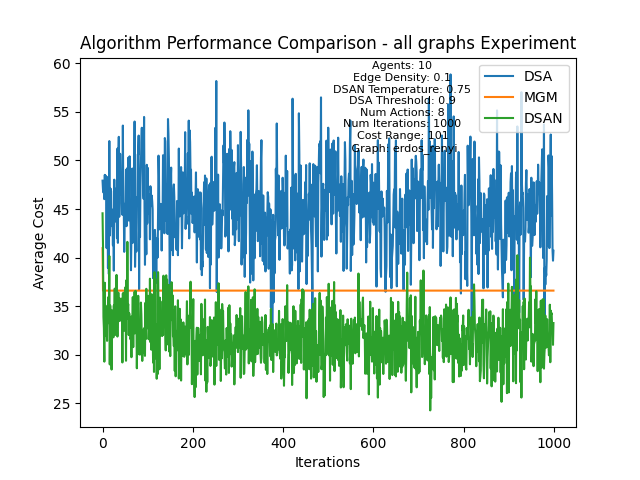 Algorithm Performance Comparison - all graphs Experiment
Agents: 10
Edge Density: 0.1
DSAN Temperature: 0.75
DSA Threshold: 0.9
Num Actions: 8
Num Iterations: 1000
Cost Range: 101
Graph: erdos_renyi
DSA
MGM
DSAN
60
55
50
45
40
35
30
25
Average Cost
0
200
400
600
800
1000
Iterations